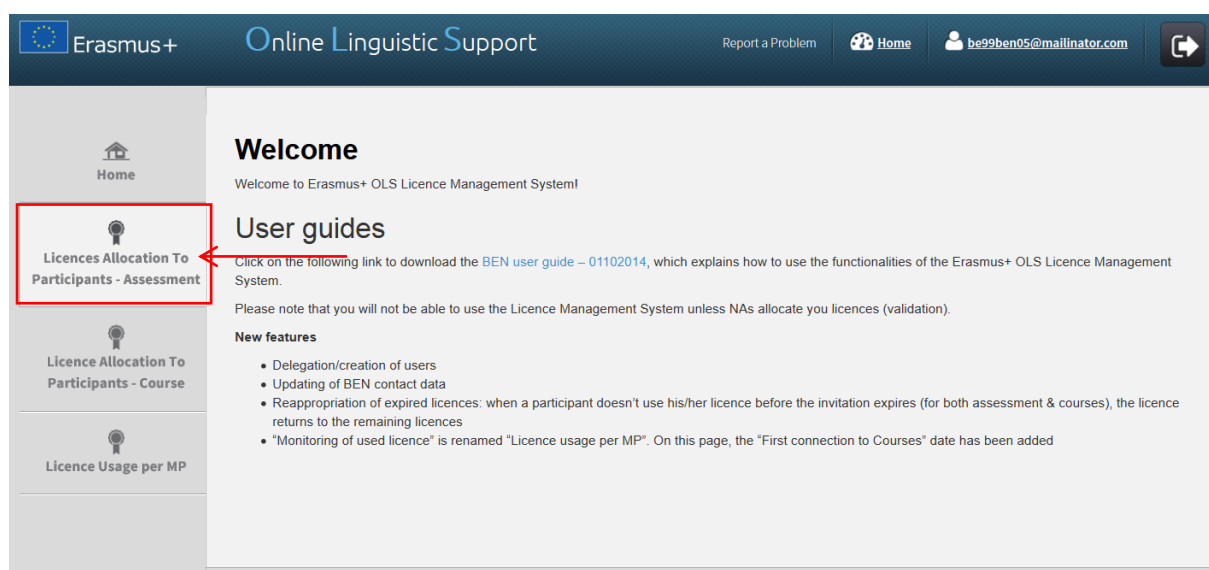 Erasmus+
Online Linguistic Support
Report a Problem
Home
be99ben05@mailinator.com
Home
Licences Allocation To
Participants - Assessment
Licence Allocation To
Participants - Course
Licence Usage per MP
Welcome
Welcome to Erasmus+ OLS Licence Management System!
User guides
Click on the following link to download the BEN user guide – 01102014, which explains how to use the functionalities of the Erasmus+ OLS Licence Management
System.
Please note that you will not be able to use the Licence Management System unless NAs allocate you licences (validation).
New features
• Delegation/creation of users
• Updating of BEN contact data
• Reappropriation of expired licences: when a participant doesn't use his/her licence before the invitation expires (for both assessment & courses), the licence
returns to the remaining licences
• “Monitoring of used licence” is renamed “Licence usage per MP”. On this page, the “First connection to Courses” date has been added